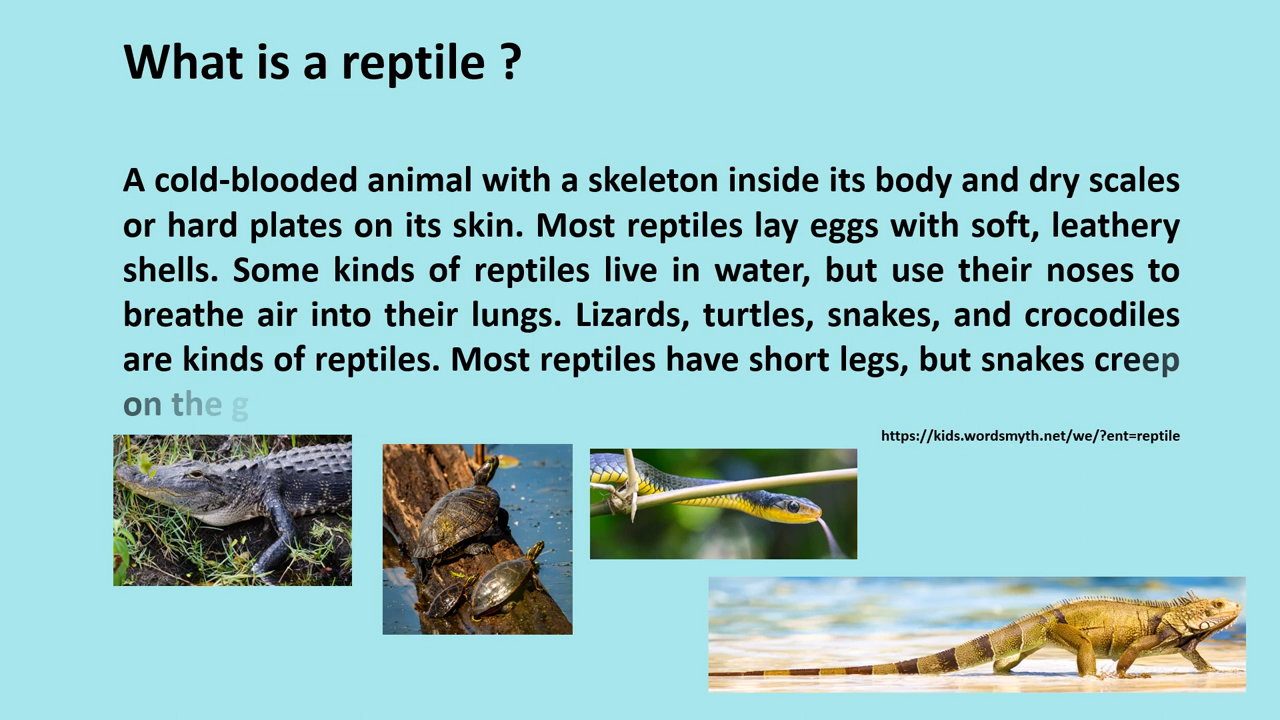 What is a reptile ?
A cold-blooded animal with a skeleton inside its body and dry scales
or hard plates on its skin. Most reptiles lay eggs with soft, leathery
shells. Some kinds of reptiles live in water, but use their noses to
breathe air into their lungs. Lizards, turtles, snakes, and crocodiles
are kinds of reptiles. Most reptiles have short legs, but snakes creep
on the g
https://kids.wordsmyth.net/we/?ent=reptile